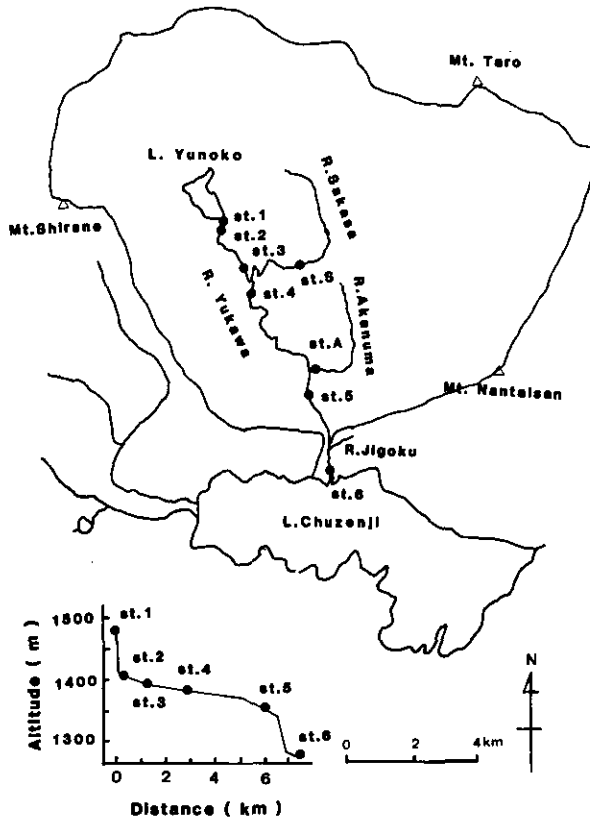 Mt. Taro
L. Yunoko
R.Sakasa
Mt.Shirane
st.1
st.2
st.3
st.S
st.4
R. Yukawa
R.Akanuma
st.A
st.5
Mt. Nantaisan
R.Jigoku
st.6
L.Chuzenji
1500
1400
1300
Altitude ( m )
st.1
st.2
st.3
st.4
st.5
st.6
0 2 4 6
Distance ( km )
N
0 2 4km